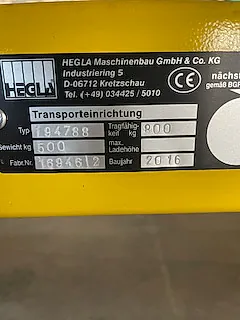 HEGLA
HEGLA Maschinenbau GmbH & Co. KG
Industriering 5
D-06712 Kretzschau
Tel. (+49) 034425 / 5010
CE
nächst
gemäß BG
Transporteinrichtung
Typ 194788 Tragfähig-keit kg 800
Gewicht kg 600 max. Ladehöhe
Fabr.Nr. 1694612 Baujahr 2016